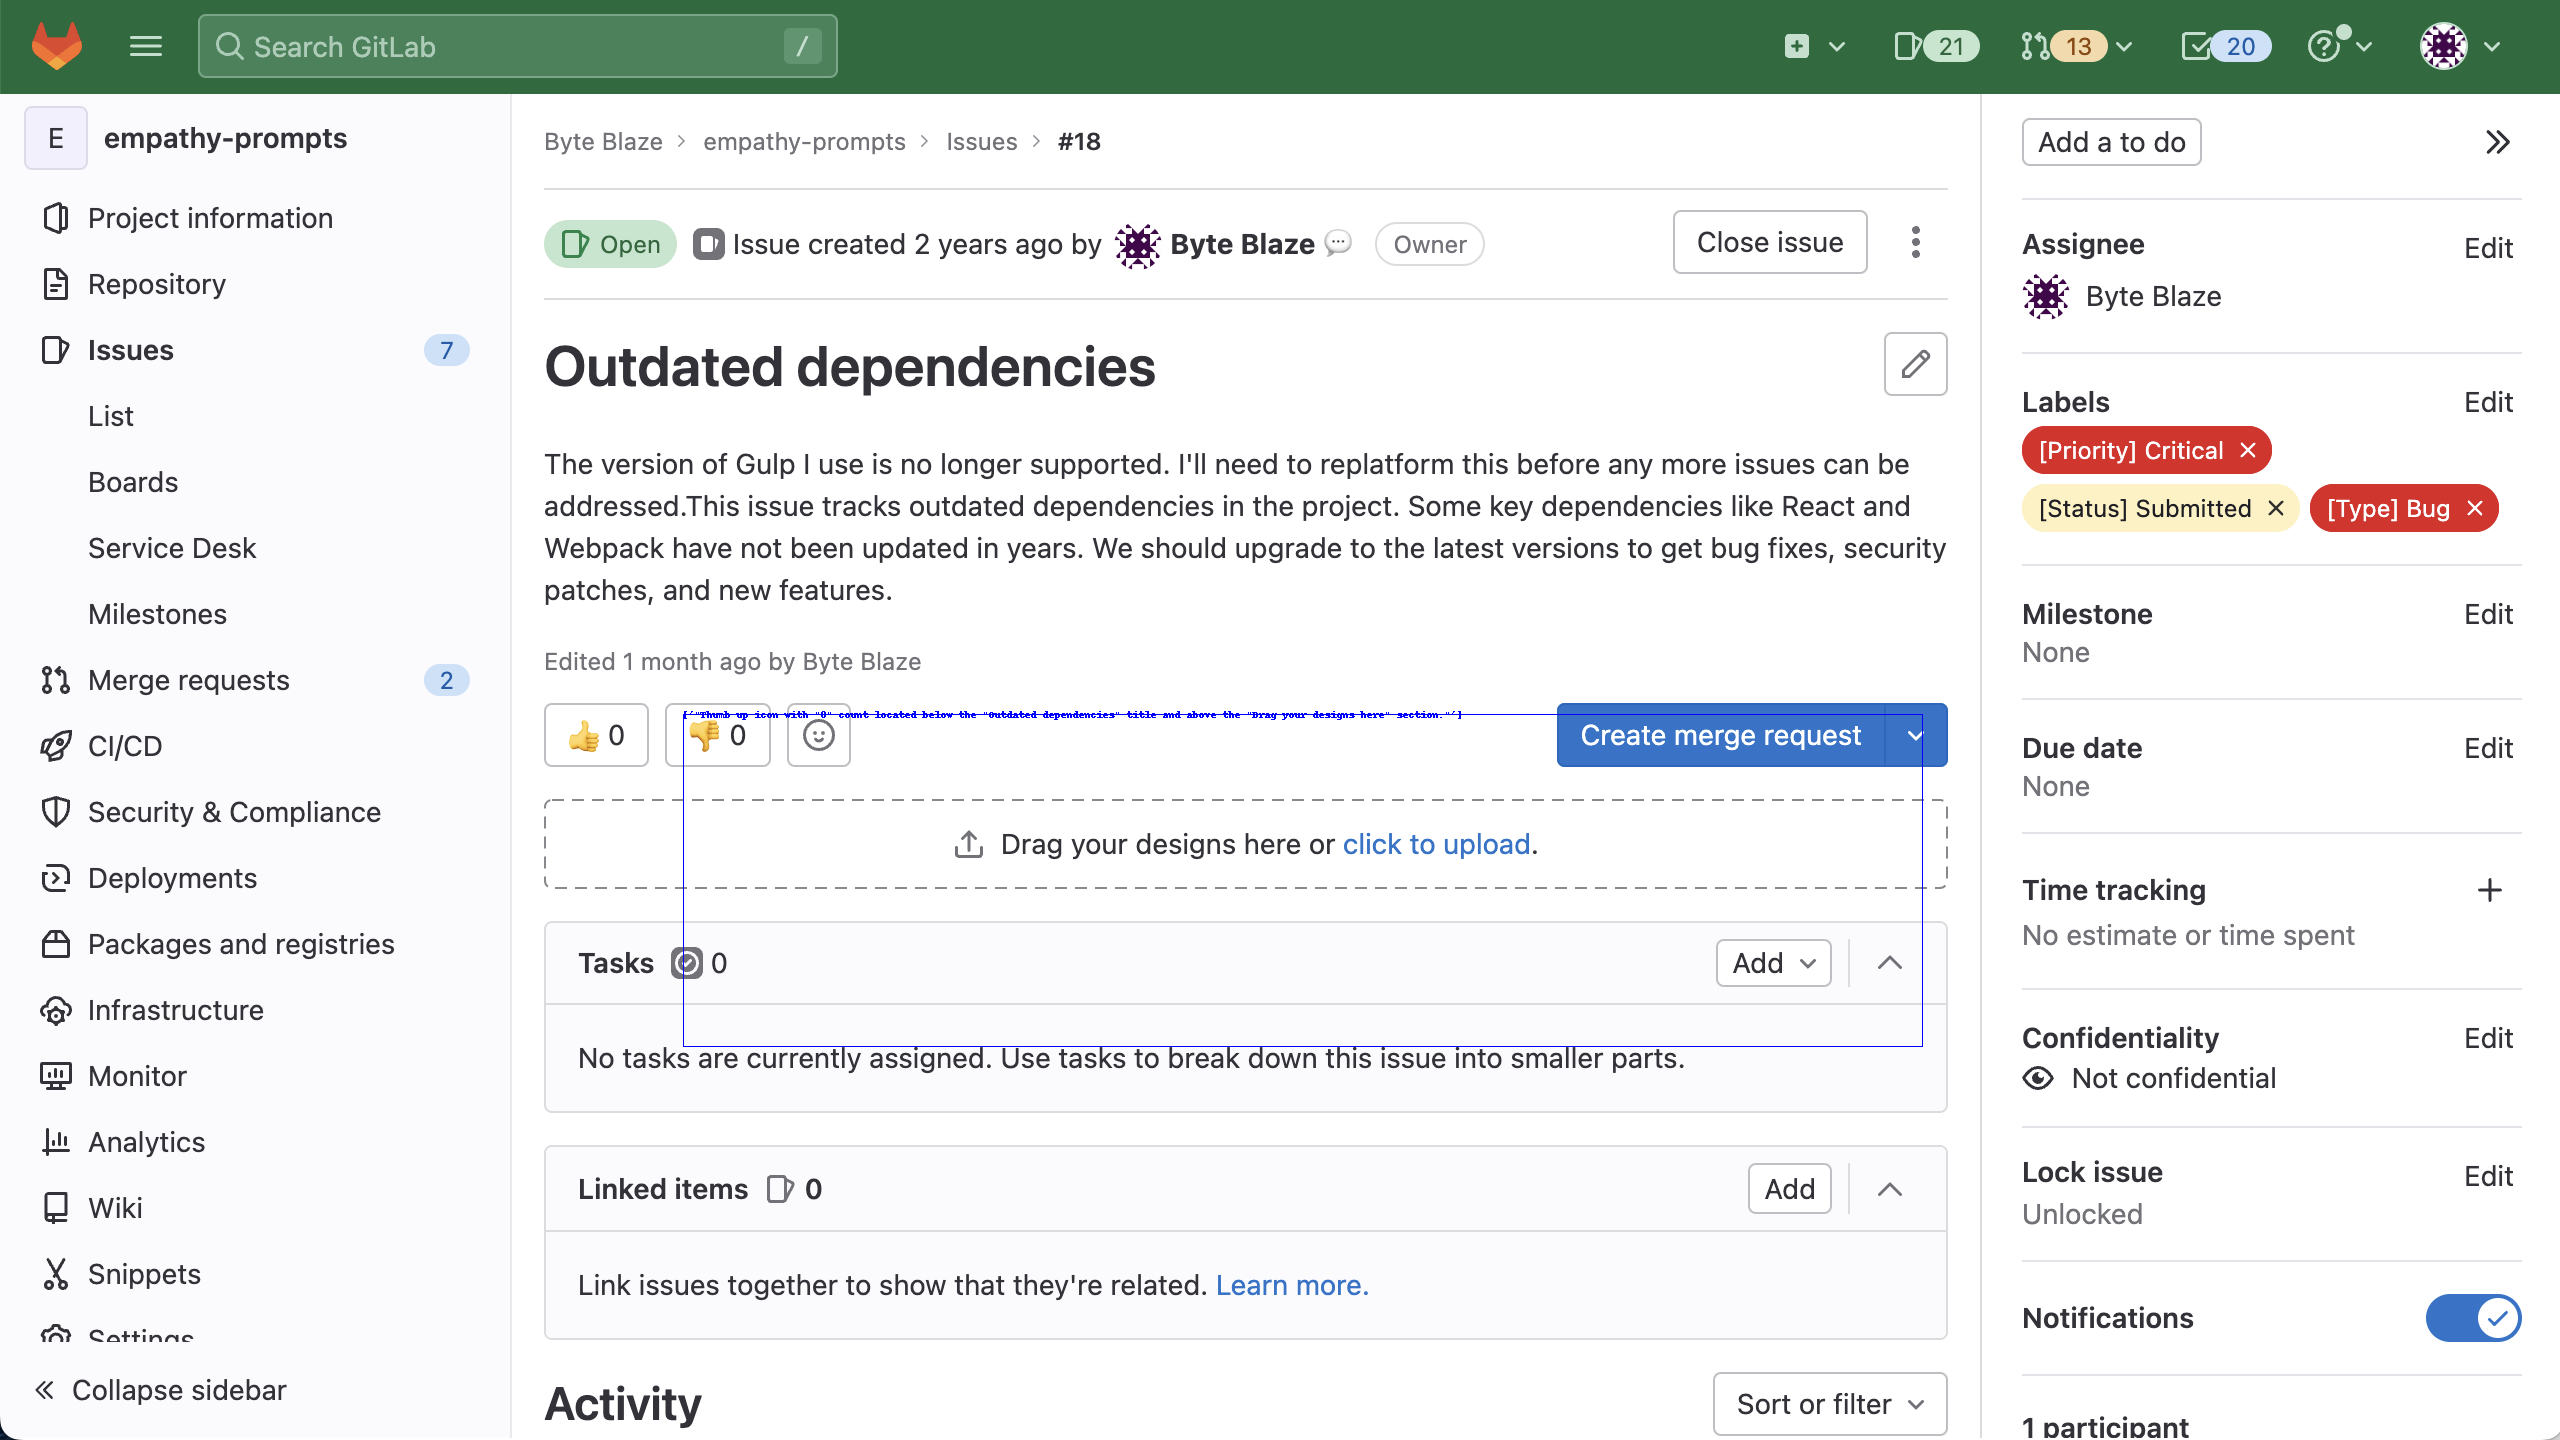 Search GitLab /
21
13
20
E empathy-prompts
Project information
Repository
Issues 7
List
Boards
Service Desk
Milestones
Merge requests 2
CI/CD
Security & Compliance
Deployments
Packages and registries
Infrastructure
Monitor
Analytics
Wiki
Snippets
Settings
Collapse sidebar
Byte Blaze > empathy-prompts > Issues > #18
Open Issue created 2 years ago by Byte Blaze Owner
Close issue
Outdated dependencies
The version of Gulp I use is no longer supported. I'll need to replatform this before any more issues can be
addressed.This issue tracks outdated dependencies in the project. Some key dependencies like React and
Webpack have not been updated in years. We should upgrade to the latest versions to get bug fixes, security
patches, and new features.
Edited 1 month ago by Byte Blaze
['"Thumb up icon with "0" count located below the "Outdated dependencies" title and above the "Drag your designs here" section."']
0
0
Create merge request
Drag your designs here or click to upload.
Tasks 0
Add
No tasks are currently assigned. Use tasks to break down this issue into smaller parts.
Linked items 0
Add
Link issues together to show that they're related. Learn more.
Activity
Sort or filter
Add a to do
Assignee Edit
Byte Blaze
Labels Edit
[Priority] Critical
[Status] Submitted [Type] Bug
Milestone Edit
None
Due date Edit
None
Time tracking
No estimate or time spent
Confidentiality Edit
Not confidential
Lock issue Edit
Unlocked
Notifications
1 participant